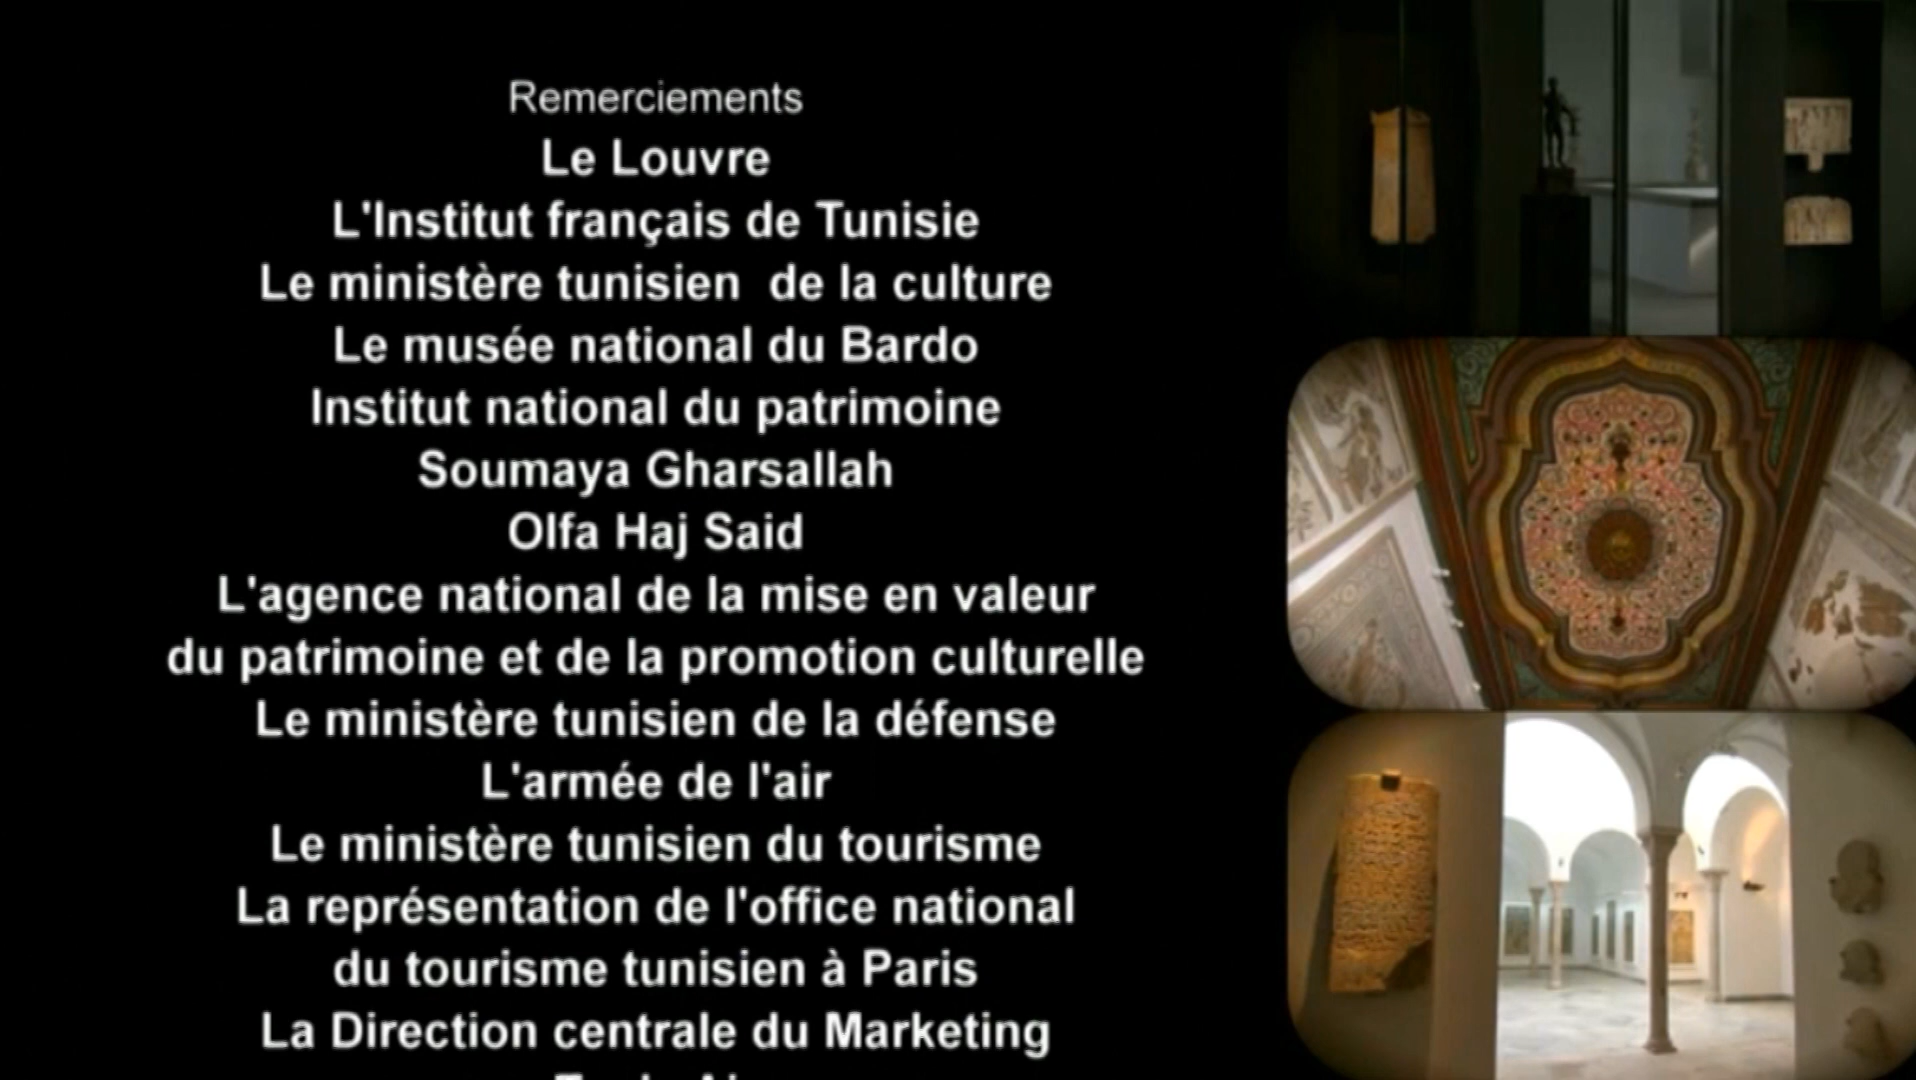 Remerciements
Le Louvre
L'Institut français de Tunisie
Le ministère tunisien  de la culture
Le musée national du Bardo
Institut national du patrimoine
Soumaya Gharsallah
Olfa Haj Said
L'agence national de la mise en valeur
du patrimoine et de la promotion culturelle
Le ministère tunisien de la défense
L'armée de l'air
Le ministère tunisien du tourisme
La représentation de l'office national
du tourisme tunisien à Paris
La Direction centrale du Marketing